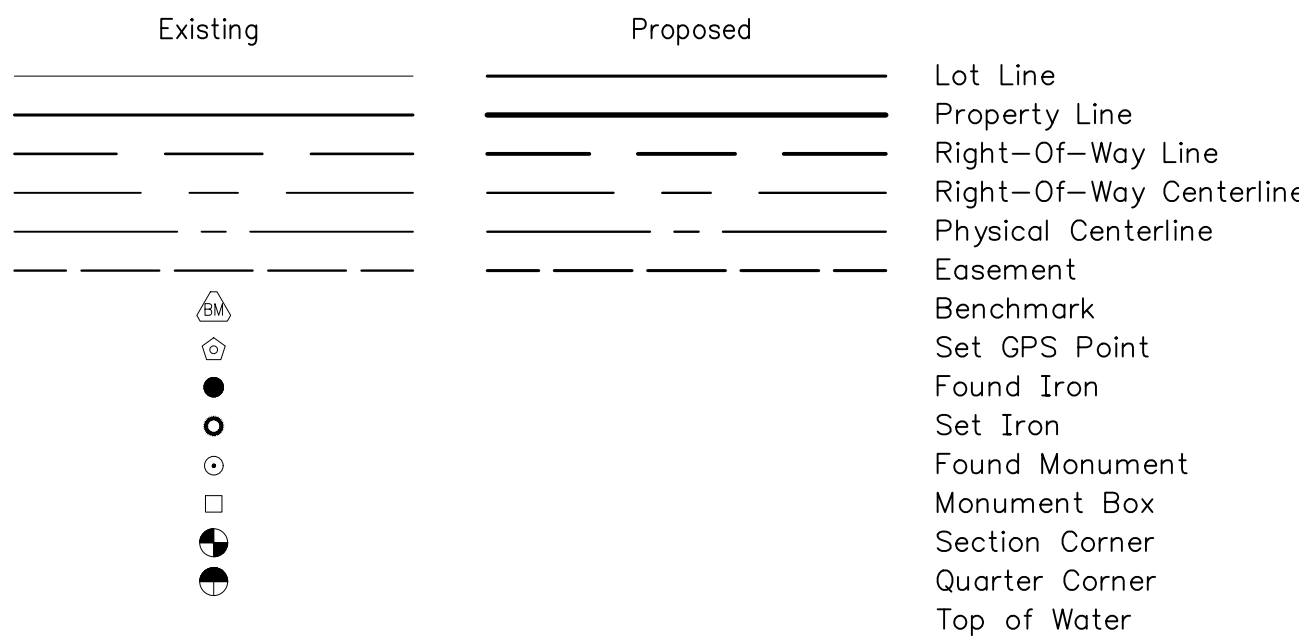 Existing Proposed
Lot Line
Property Line
Right-Of-Way Line
Right-Of-Way Centerline
Physical Centerline
Easement
BM Benchmark
Set GPS Point
Found Iron
Set Iron
Found Monument
Monument Box
Section Corner
Quarter Corner
Top of Water